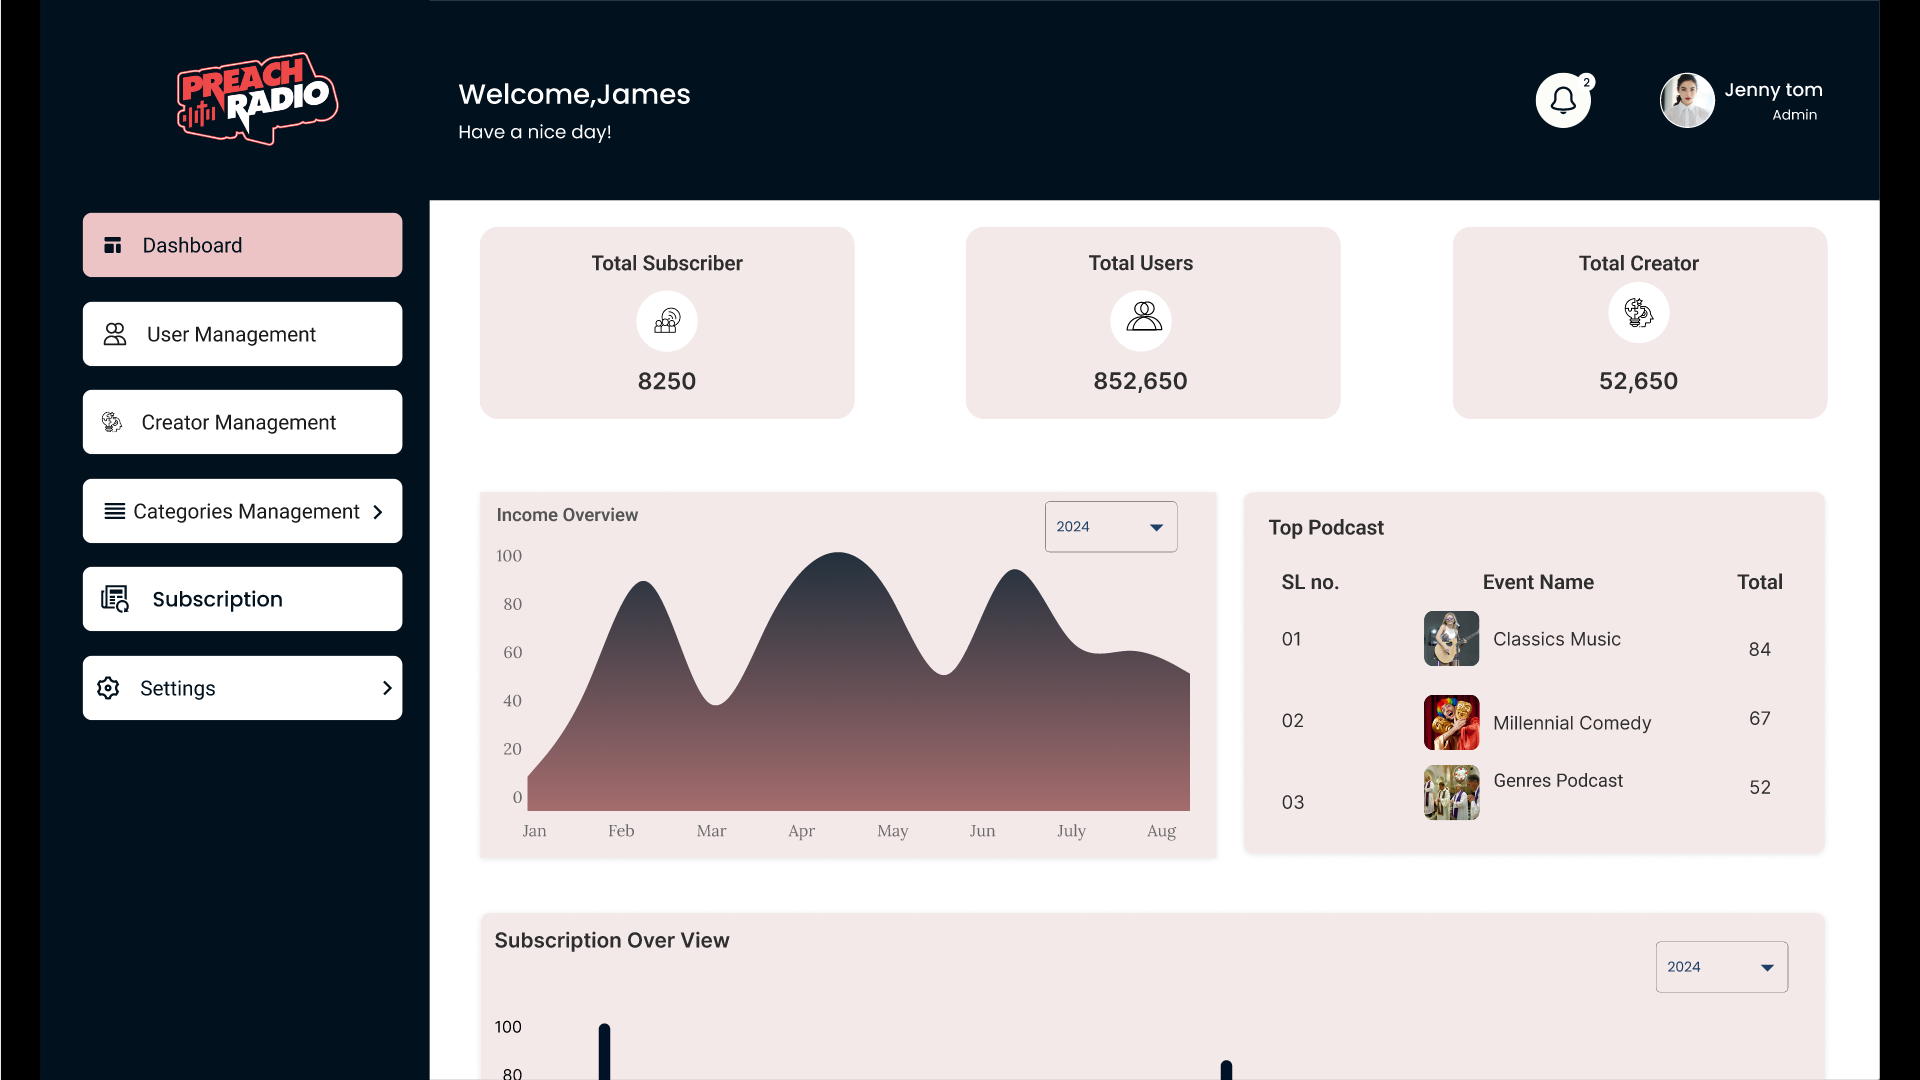 PREACH
RADIO
Welcome,James
Have a nice day!
2
Jenny tom
Admin
Dashboard
User Management
Creator Management
Categories Management
Subscription
Settings
Total Subscriber
8250
Total Users
852,650
Total Creator
52,650
Income Overview
2024
100
80
60
40
20
0
Jan Feb Mar Apr May Jun July Aug
Top Podcast
SL no. Event Name Total
01 Classics Music 84
02 Millennial Comedy 67
03 Genres Podcast 52
Subscription Over View
2024
100
80